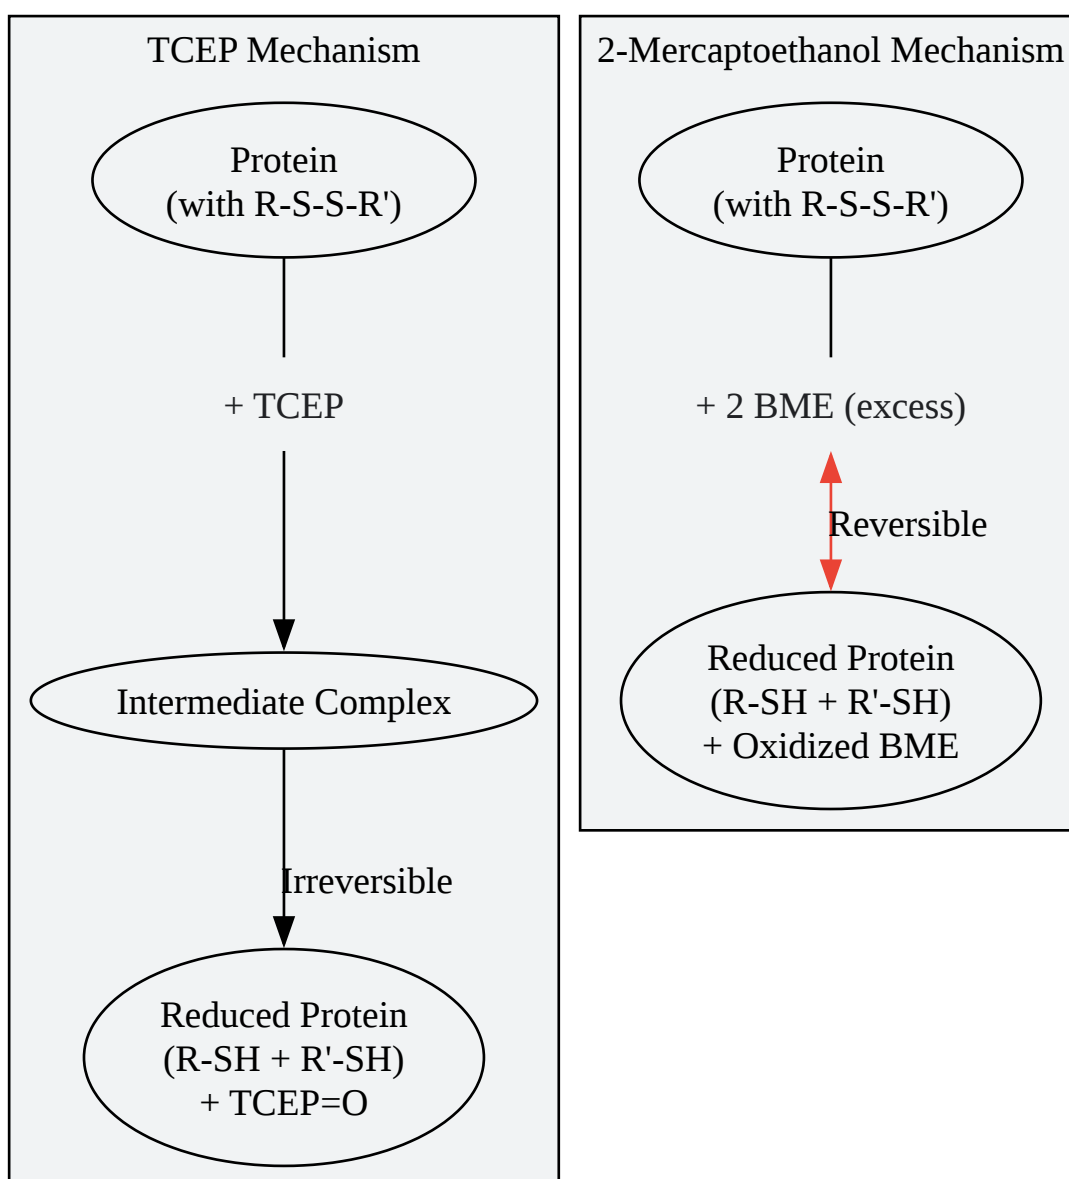 TCEP Mechanism
Protein
(with R-S-S-R')
+ TCEP
Intermediate Complex
Irreversible
Reduced Protein
(R-SH + R'-SH)
+ TCEP=O
2-Mercaptoethanol Mechanism
Protein
(with R-S-S-R')
+ 2 BME (excess)
Reversible
Reduced Protein
(R-SH + R'-SH)
+ Oxidized BME